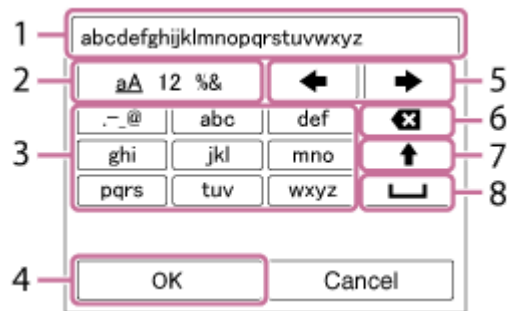 1 abcdefghijklmnopqrstuvwxyz
2 aA 12 %& 5
.-_@ abc def 6
3 ghi jkl mno 7
pqrs tuv wxyz 8
4 OK Cancel